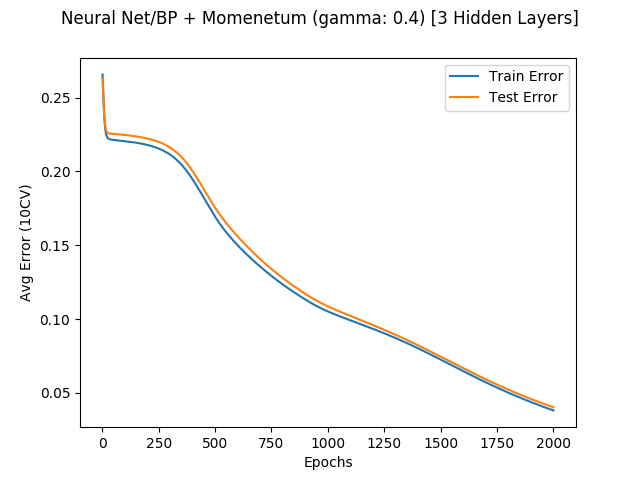 Neural Net/BP + Momenetum (gamma: 0.4) [3 Hidden Layers]
Train Error
Test Error
Avg Error (10CV)
0.25
0.20
0.15
0.10
0.05
0 250 500 750 1000 1250 1500 1750 2000
Epochs